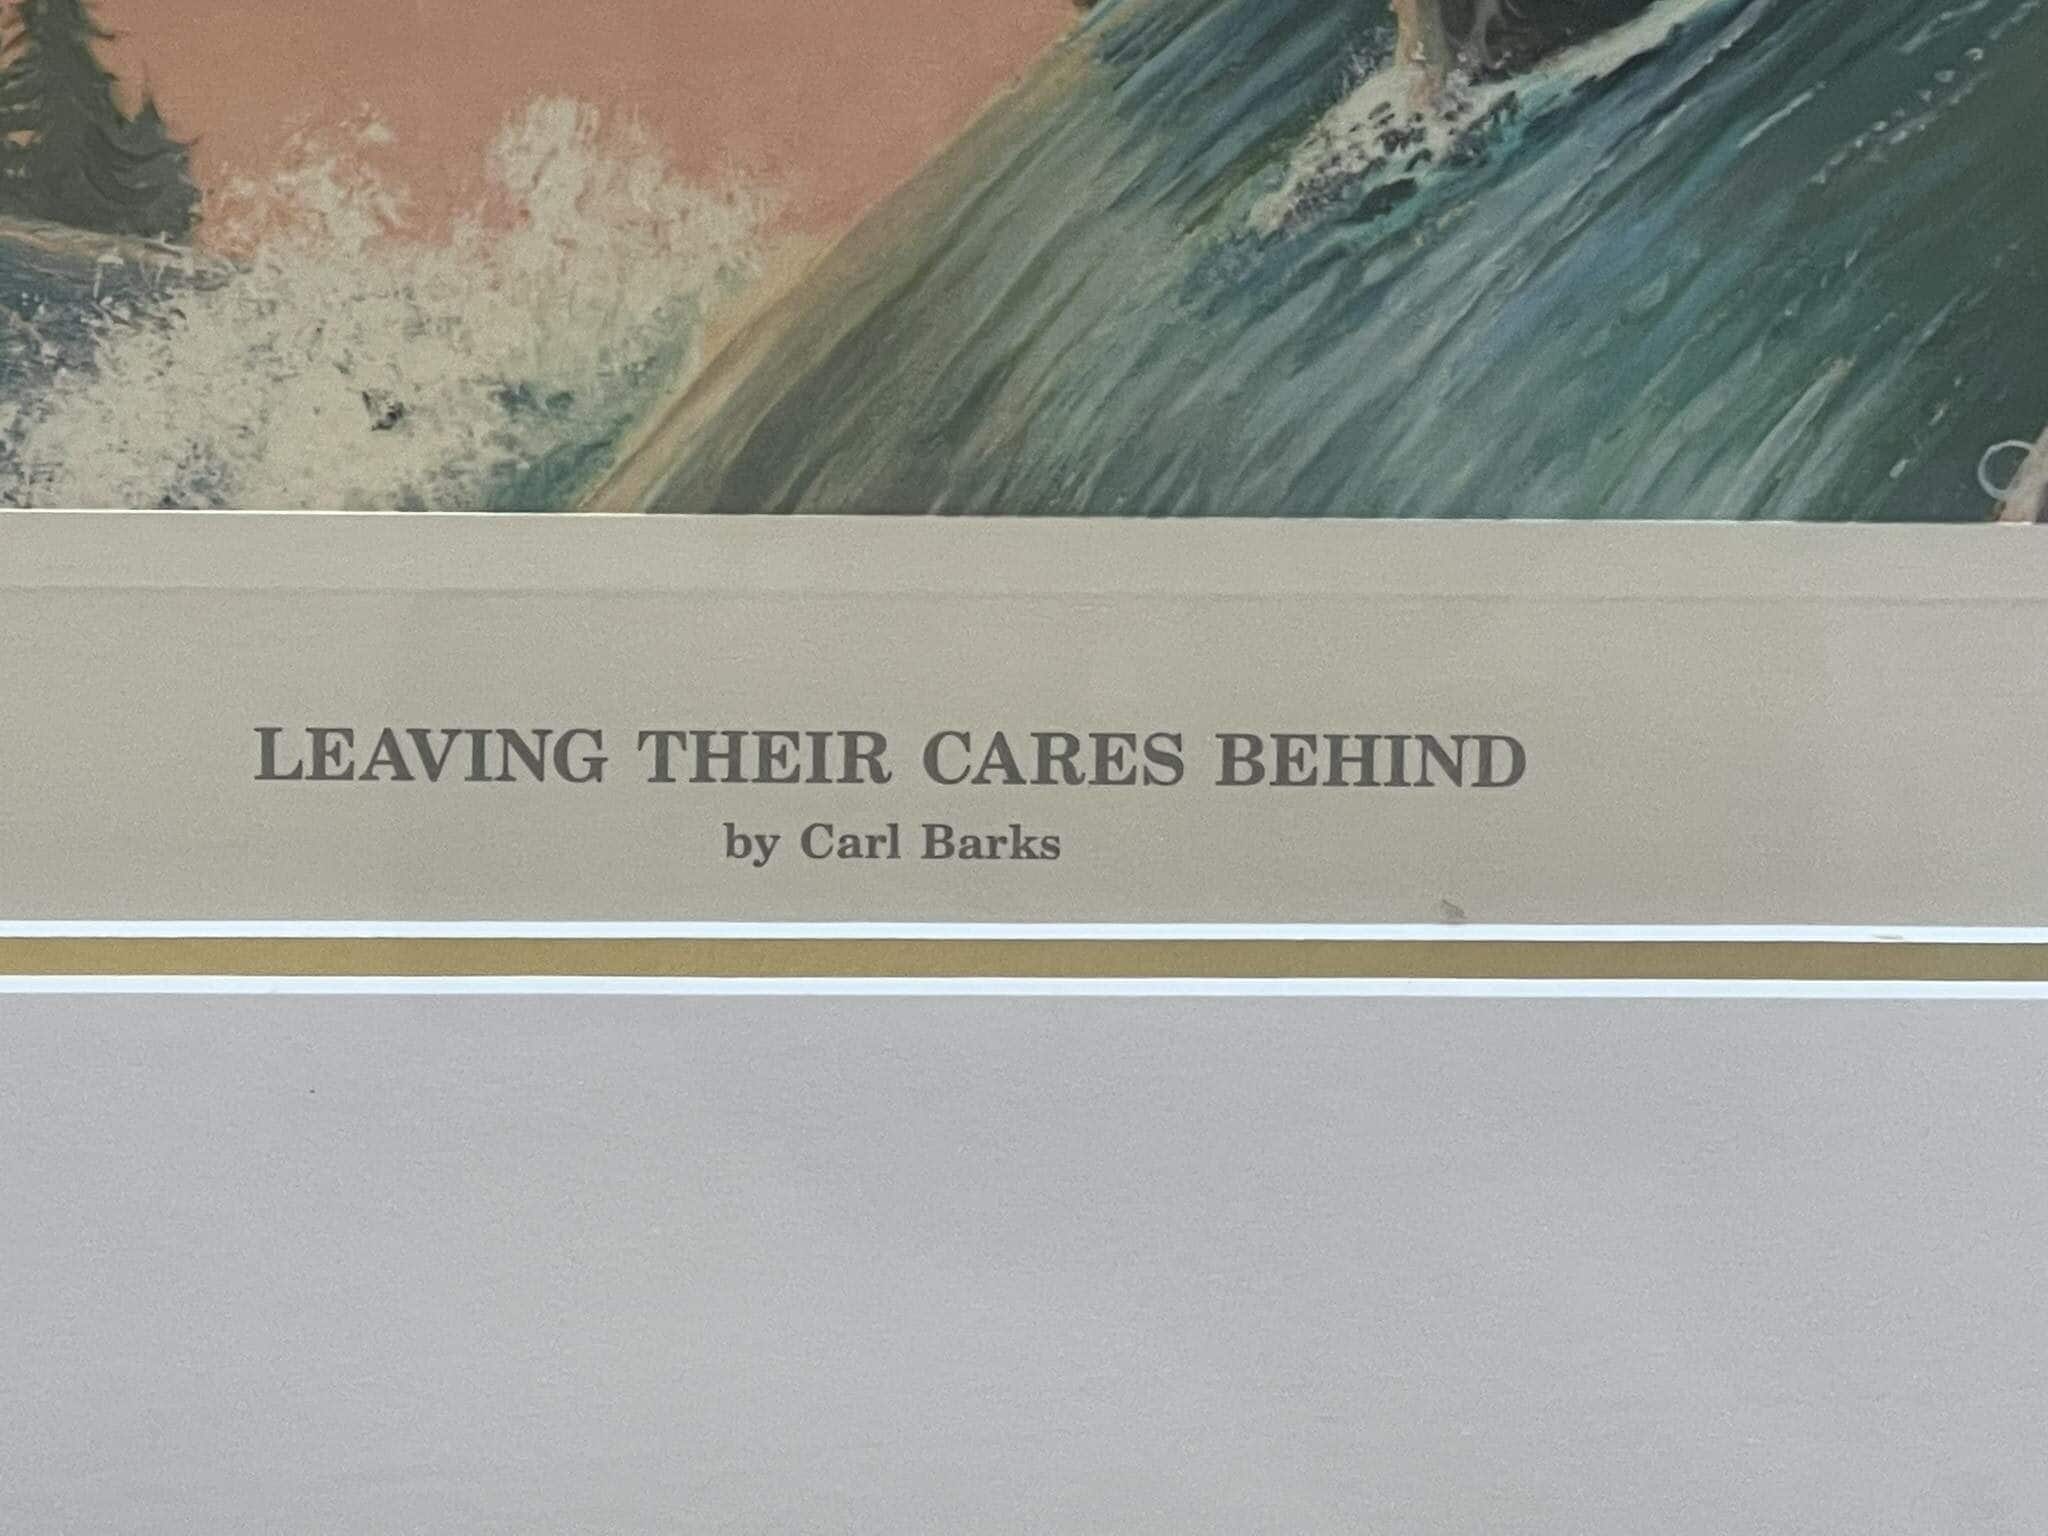 LEAVING THEIR CARES BEHIND
by Carl Barks